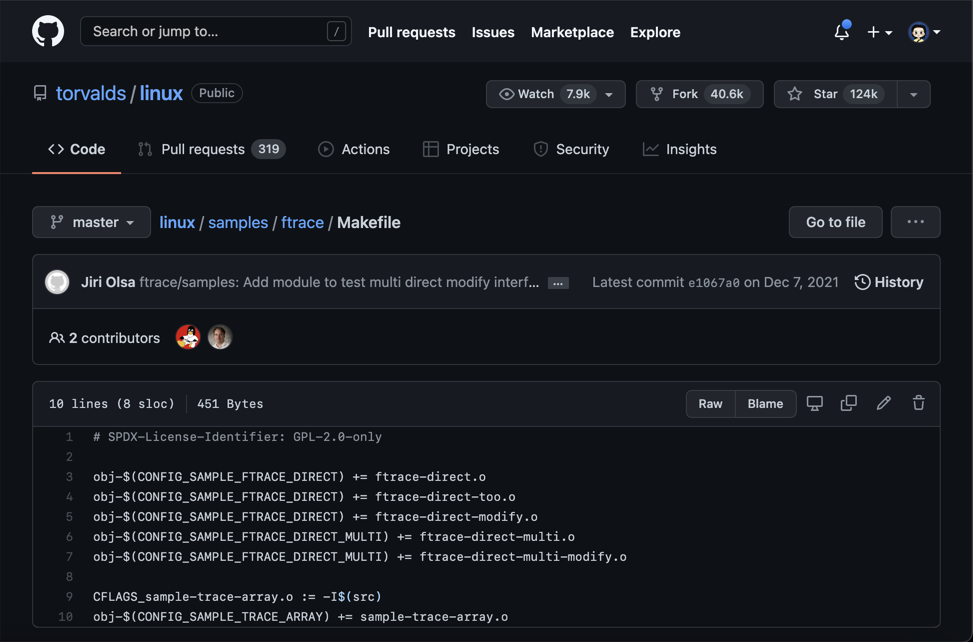 Search or jump to... / Pull requests Issues Marketplace Explore
torvalds / linux Public Watch 7.9k Fork 40.6k Star 124k
Code Pull requests 319 Actions Projects Security Insights
master linux / samples / ftrace / Makefile Go to file ...
Jiri Olsa ftrace/samples: Add module to test multi direct modify interf... ... Latest commit e1067a0 on Dec 7, 2021 History
2 contributors
10 lines (8 sloc) 451 Bytes Raw Blame
1 # SPDX-License-Identifier: GPL-2.0-only
2
3 obj-$(CONFIG_SAMPLE_FTRACE_DIRECT) += ftrace-direct.o
4 obj-$(CONFIG_SAMPLE_FTRACE_DIRECT) += ftrace-direct-too.o
5 obj-$(CONFIG_SAMPLE_FTRACE_DIRECT) += ftrace-direct-modify.o
6 obj-$(CONFIG_SAMPLE_FTRACE_DIRECT_MULTI) += ftrace-direct-multi.o
7 obj-$(CONFIG_SAMPLE_FTRACE_DIRECT_MULTI) += ftrace-direct-multi-modify.o
8
9 CFLAGS_sample-trace-array.o := -I$(src)
10 obj-$(CONFIG_SAMPLE_TRACE_ARRAY) += sample-trace-array.o